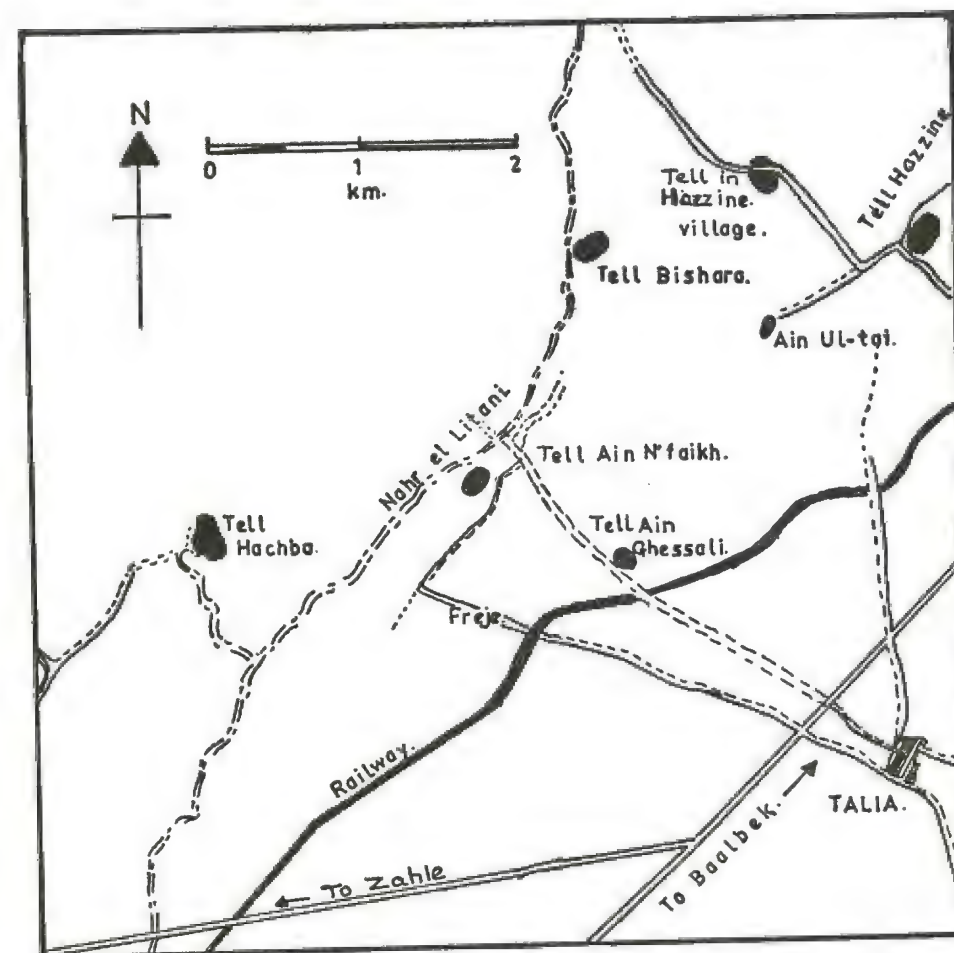 N
0 1 2
km.
Tell in
Hazzine.
village.
Tell Hazzine
Tell Bishara.
Ain Ul-tai.
Nahr el Litani
Tell Ain N'faikh.
Tell
Hachba.
Tell Ain
Ghessali.
Freje.
Railway.
TALIA.
To Baalbek.
To Zahle